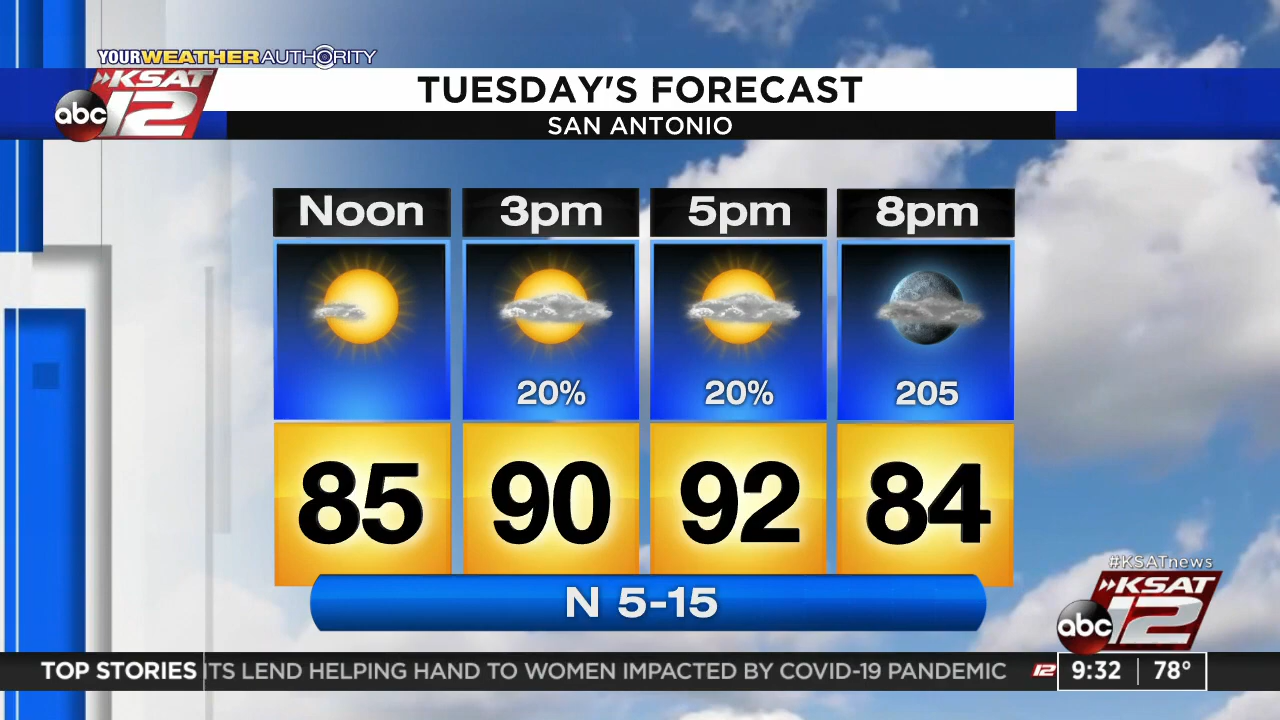 YOURWEATHERAUTHORITY
KSAT
abc 12
TUESDAY'S FORECAST
SAN ANTONIO
Noon 3pm 5pm 8pm
20% 20% 205
85 90 92 84
N 5-15
#KSATnews
KSAT
abc 12
TOP STORIES ITS LEND HELPING HAND TO WOMEN IMPACTED BY COVID-19 PANDEMIC 12 9:32 78°